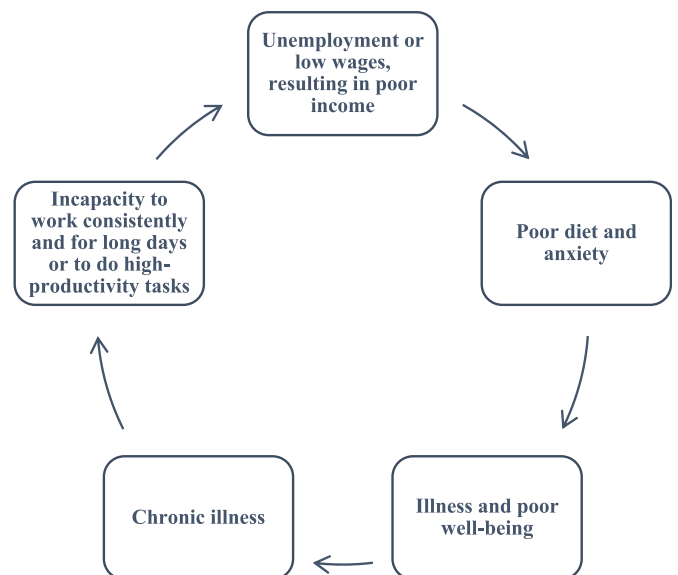 Unemployment or
low wages,
resulting in poor
income
Poor diet and
anxiety
Illness and poor
well-being
Chronic illness
Incapacity to
work consistently
and for long days
or to do high-
productivity tasks